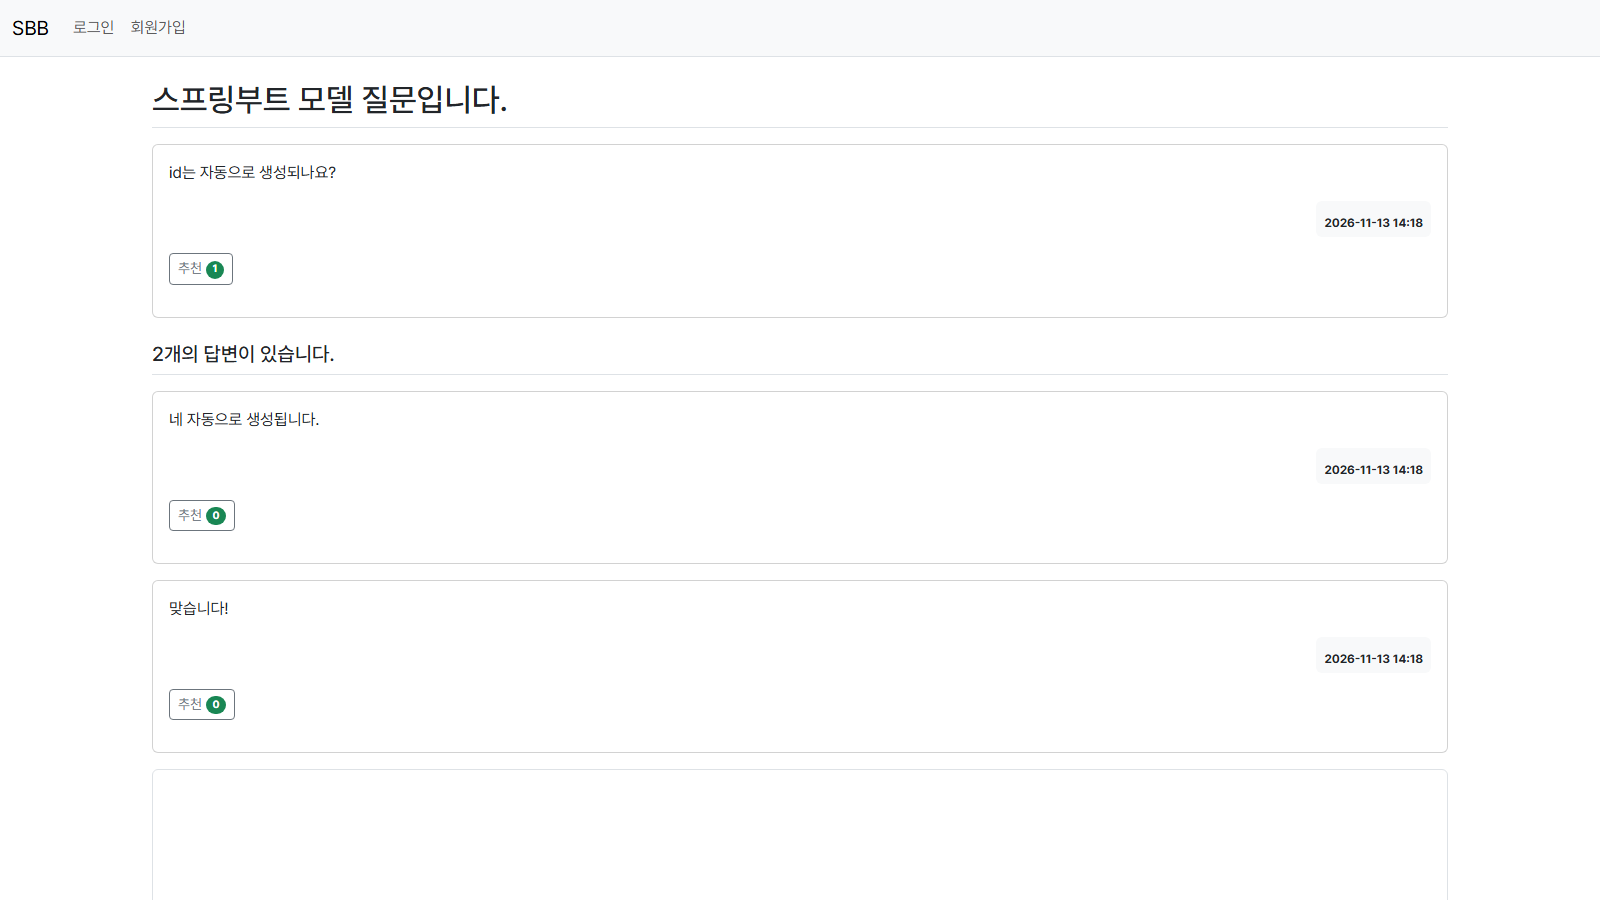 SBB 로그인 회원가입
스프링부트 모델 질문입니다.
id는 자동으로 생성되나요?
2026-11-13 14:18
추천 1
2개의 답변이 있습니다.
네 자동으로 생성됩니다.
2026-11-13 14:18
추천 0
맞습니다!
2026-11-13 14:18
추천 0